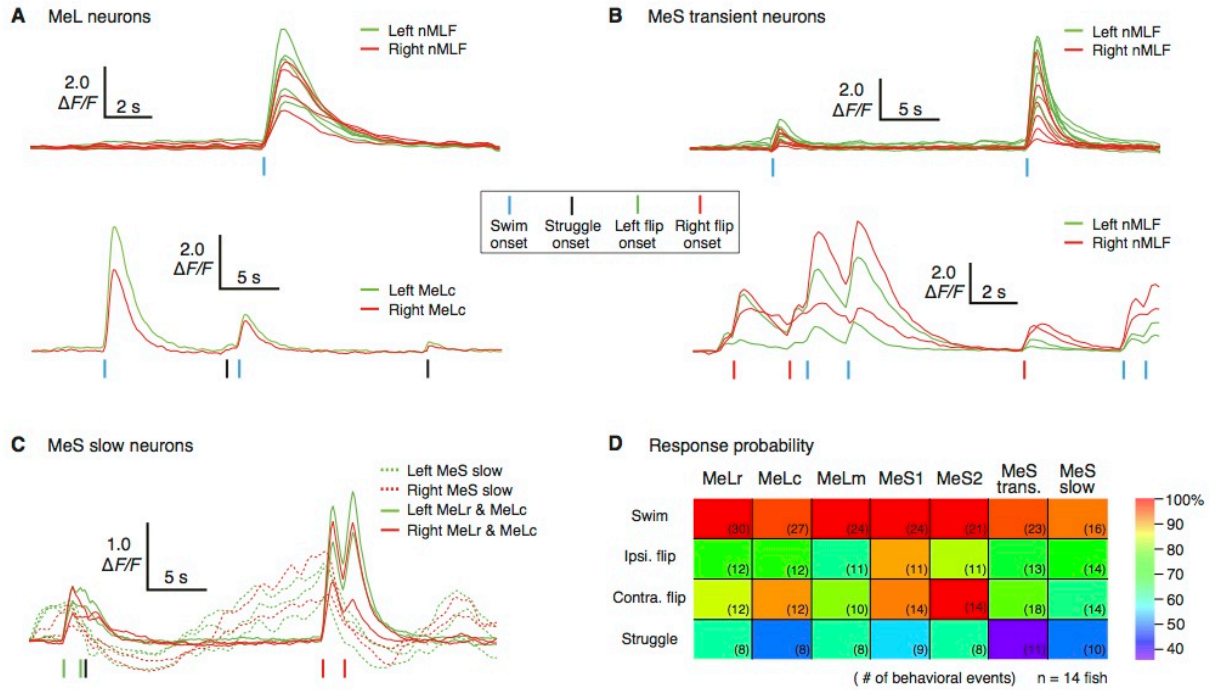 A MeL neurons
Left nMLF
Right nMLF
2.0
ΔF/F
2 s
2.0
ΔF/F
5 s
Left MeLc
Right MeLc
B MeS transient neurons
Left nMLF
Right nMLF
2.0
ΔF/F
5 s
Swim onset
Struggle onset
Left flip onset
Right flip onset
Left nMLF
Right nMLF
2.0
ΔF/F
2 s
C MeS slow neurons
Left MeS slow
Right MeS slow
Left MeLr & MeLc
Right MeLr & MeLc
1.0
ΔF/F
5 s
D Response probability
MeLr MeLc MeLm MeS1 MeS2 MeS trans. MeS slow
Swim (30) (27) (24) (24) (21) (23) (16)
Ipsi. flip (12) (12) (11) (11) (11) (13) (14)
Contra. flip (12) (12) (10) (14) (14) (18) (14)
Struggle (8) (8) (8) (9) (8) (11) (10)
100%
90
80
70
60
50
40
( # of behavioral events) n = 14 fish